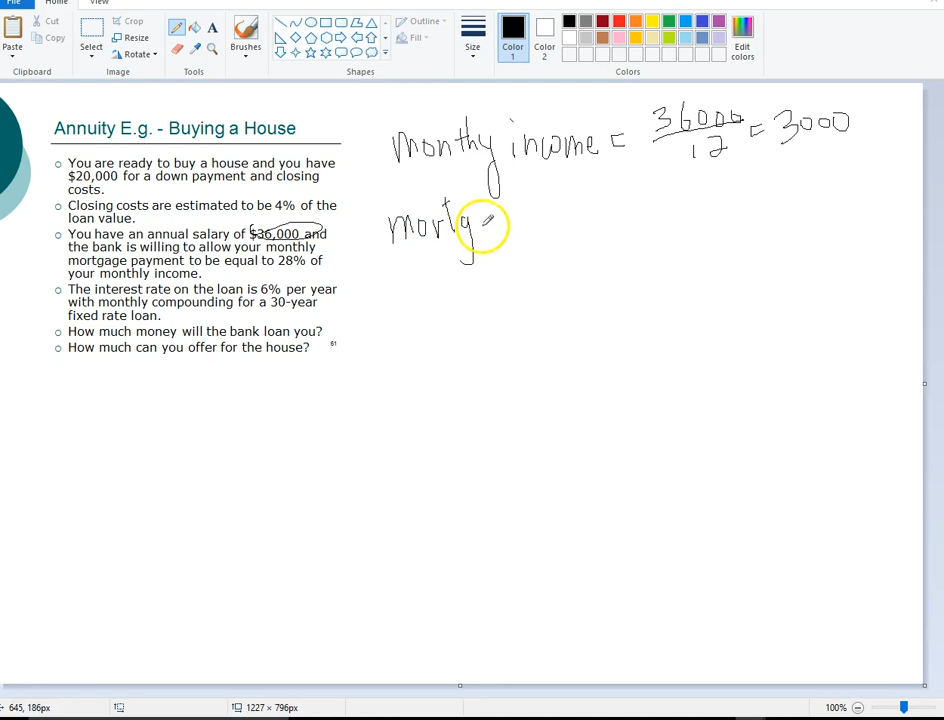 File
Home
View
Paste
Cut
Copy
Clipboard
Select
Crop
Resize
Rotate
Image
Tools
Brushes
Shapes
Outline
Fill
Size
Color
1
Color
2
Edit
colors
Colors
Annuity E.g. - Buying a House
You are ready to buy a house and you have
$20,000 for a down payment and closing
costs.
Closing costs are estimated to be 4% of the
loan value.
You have an annual salary of $36,000 and
the bank is willing to allow your monthly
mortgage payment to be equal to 28% of
your monthly income.
The interest rate on the loan is 6% per year
with monthly compounding for a 30-year
fixed rate loan.
How much money will the bank loan you?
How much can you offer for the house?
61
monthy income = 36000 / 12 = 3000
mortg
645, 186px
1227 × 796px
100%